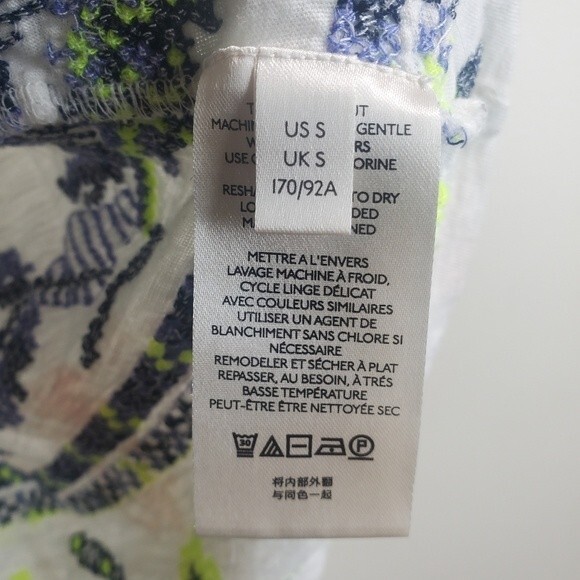 US S
UK S
170/92A
MACHIN GENTLE
RS
USE ORINE
RESHA TO DRY
LO DED
M NED
METTRE A L'ENVERS
LAVAGE MACHINE À FROID,
CYCLE LINGE DÉLICAT
AVEC COULEURS SIMILAIRES
UTILISER UN AGENT DE
BLANCHIMENT SANS CHLORE SI
NÉCESSAIRE
REMODELER ET SÉCHER À PLAT
REPASSER, AU BESOIN, À TRÉS
BASSE TEMPÉRATURE
PEUT-ÊTRE ÊTRE NETTOYÉE SEC
30 P
将内部外翻
与同色一起